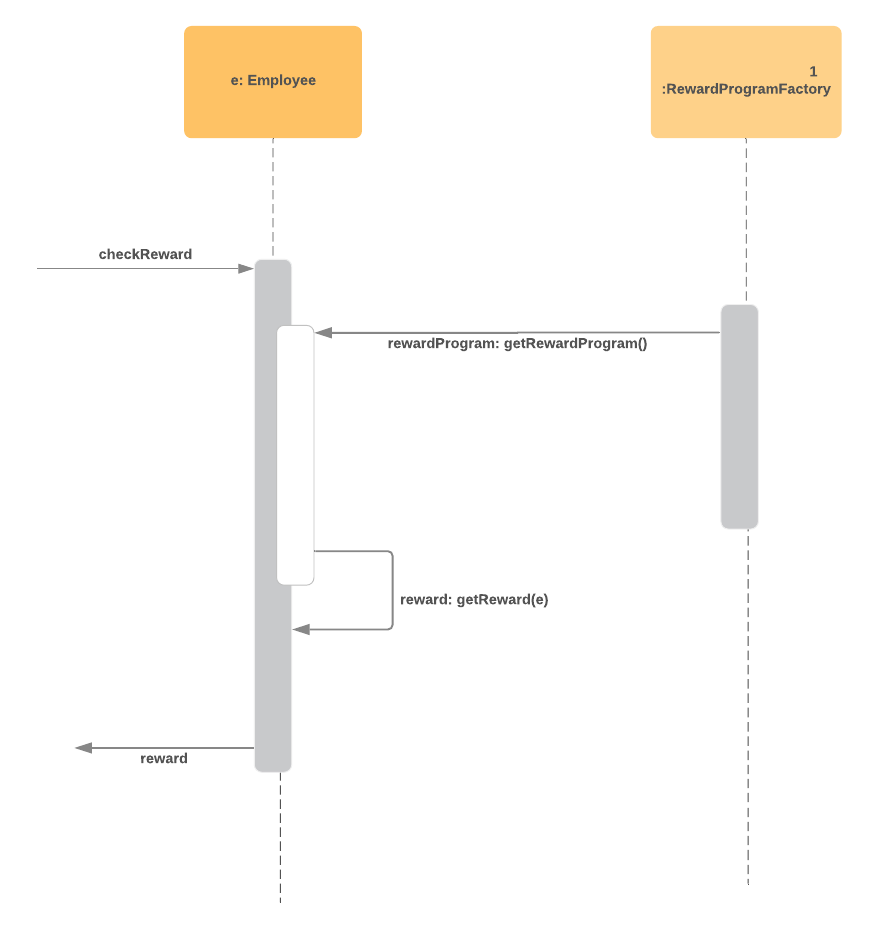 e: Employee
1
:RewardProgramFactory
checkReward
rewardProgram: getRewardProgram()
reward: getReward(e)
reward